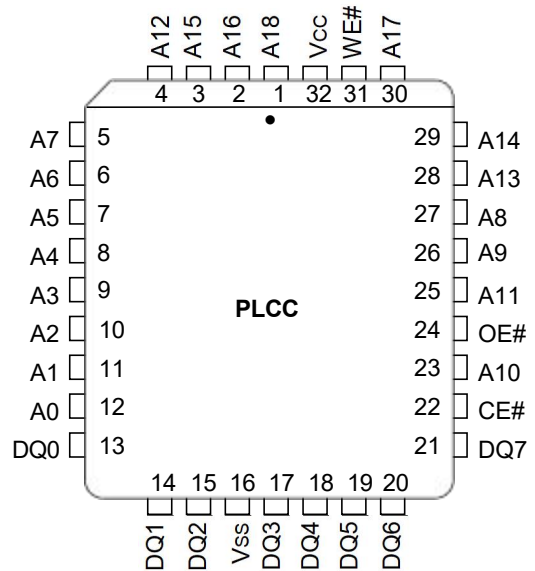 A12 A15 A16 A18 Vcc WE# A17
4 3 2 1 32 31 30
A7 5 29 A14
A6 6 28 A13
A5 7 27 A8
A4 8 26 A9
A3 9 25 A11
PLCC
A2 10 24 OE#
A1 11 23 A10
A0 12 22 CE#
DQ0 13 21 DQ7
14 15 16 17 18 19 20
DQ1 DQ2 Vss DQ3 DQ4 DQ5 DQ6